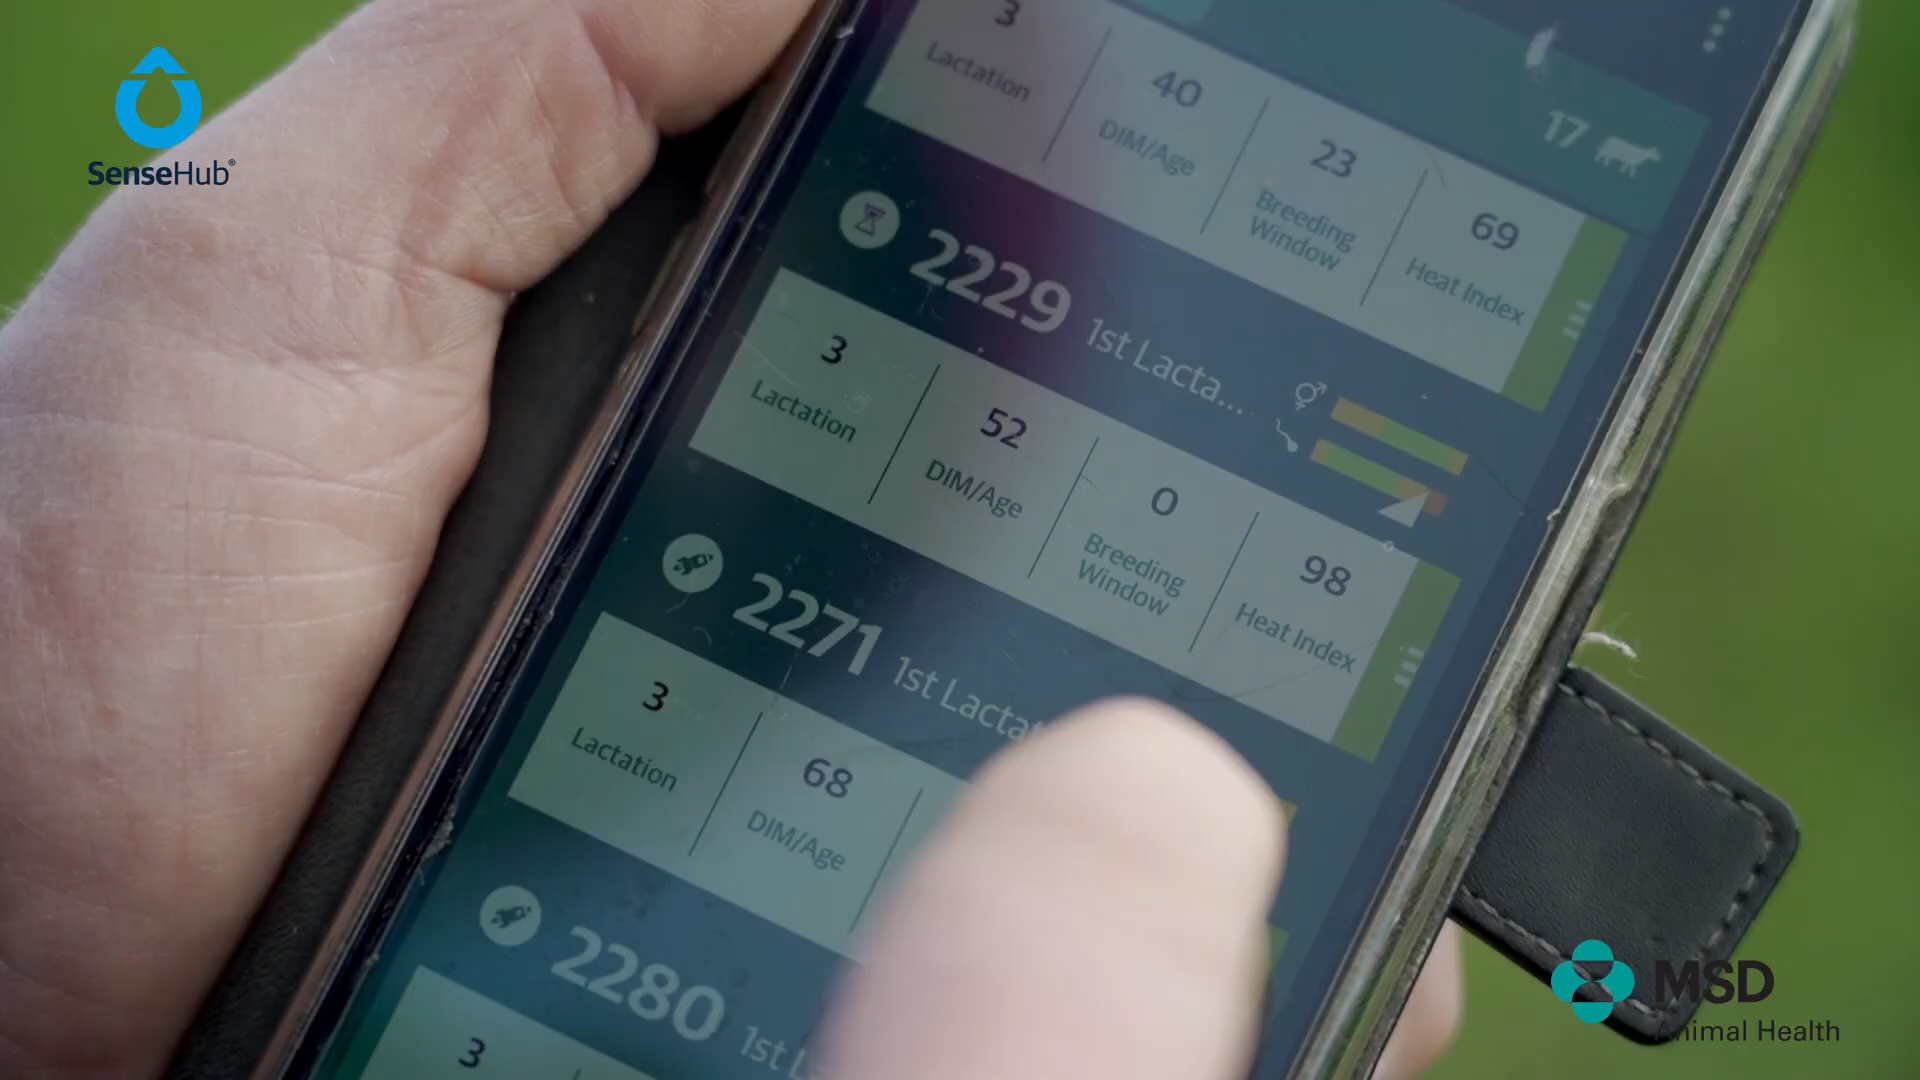 SenseHub®
17
3
Lactation
40
DIM/Age
23
Breeding
Window
69
Heat Index
2229
1st Lacta...
3
Lactation
52
DIM/Age
0
Breeding
Window
98
Heat Index
2271
1st Lactat
3
Lactation
68
DIM/Age
2280
1st L
3
MSD
Animal Health